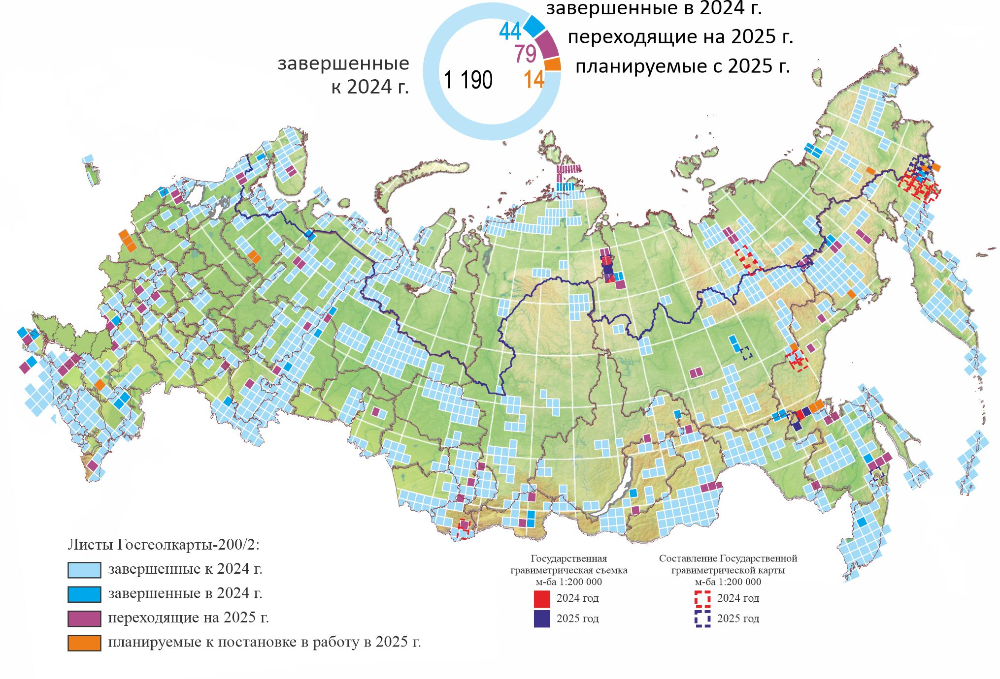 завершенные в 2024 г.
44
переходящие на 2025 г.
79
завершенные
к 2024 г.
1 190
планируемые с 2025 г.
14
Листы Госгеолкарты-200/2:
завершенные к 2024 г.
завершенные в 2024 г.
переходящие на 2025 г.
планируемые к постановке в работу в 2025 г.
Государственная
гравиметрическая съемка
м-ба 1:200 000
2024 год
2025 год
Составление Государственной
гравиметрической карты
м-ба 1:200 000
2024 год
2025 год